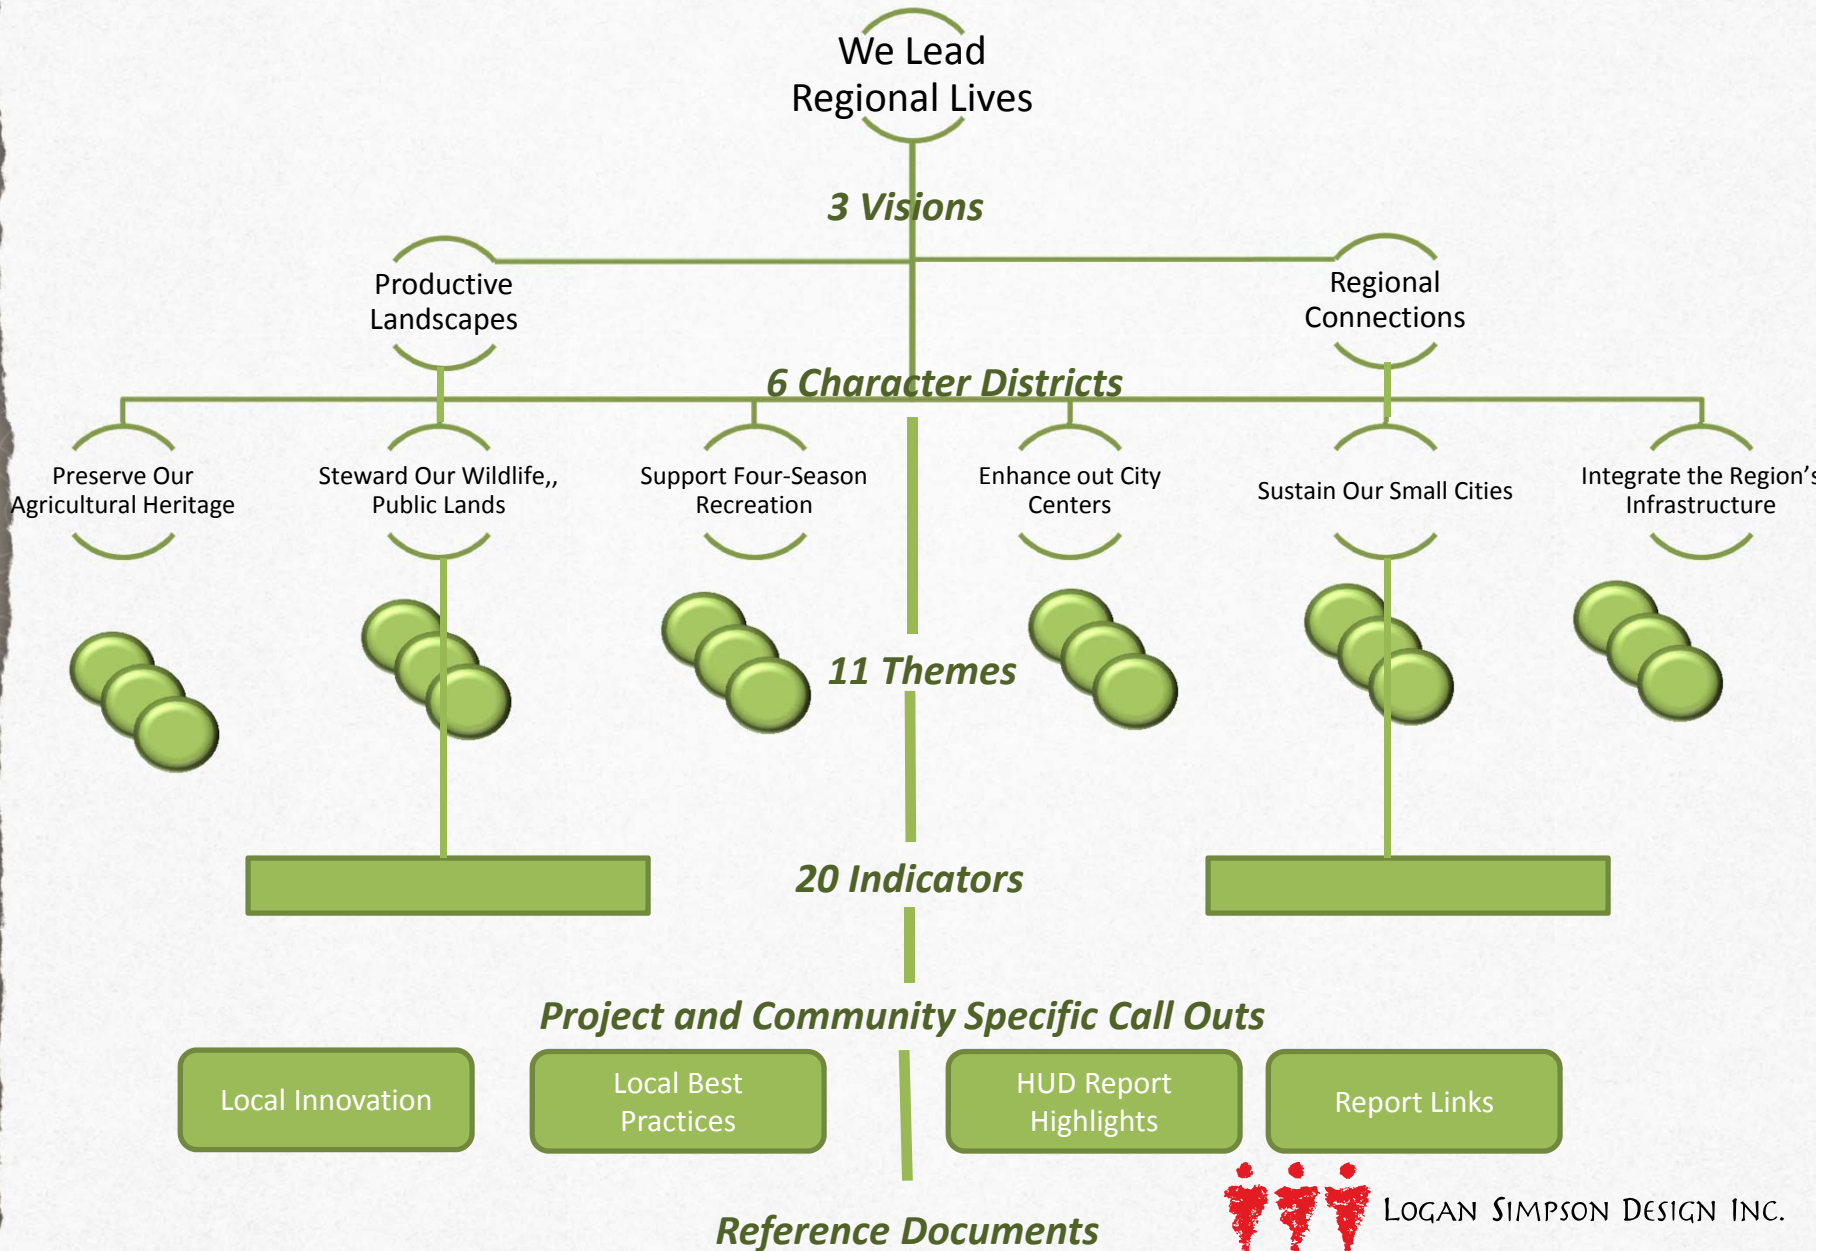 We Lead
Regional Lives
3 Visions
Productive
Landscapes
Regional
Connections
6 Character Districts
Preserve Our
Agricultural Heritage
Steward Our Wildlife,,
Public Lands
Support Four-Season
Recreation
Enhance out City
Centers
Sustain Our Small Cities
Integrate the Region's
Infrastructure
11 Themes
20 Indicators
Project and Community Specific Call Outs
Local Innovation
Local Best
Practices
HUD Report
Highlights
Report Links
Reference Documents
LOGAN SIMPSON DESIGN INC.